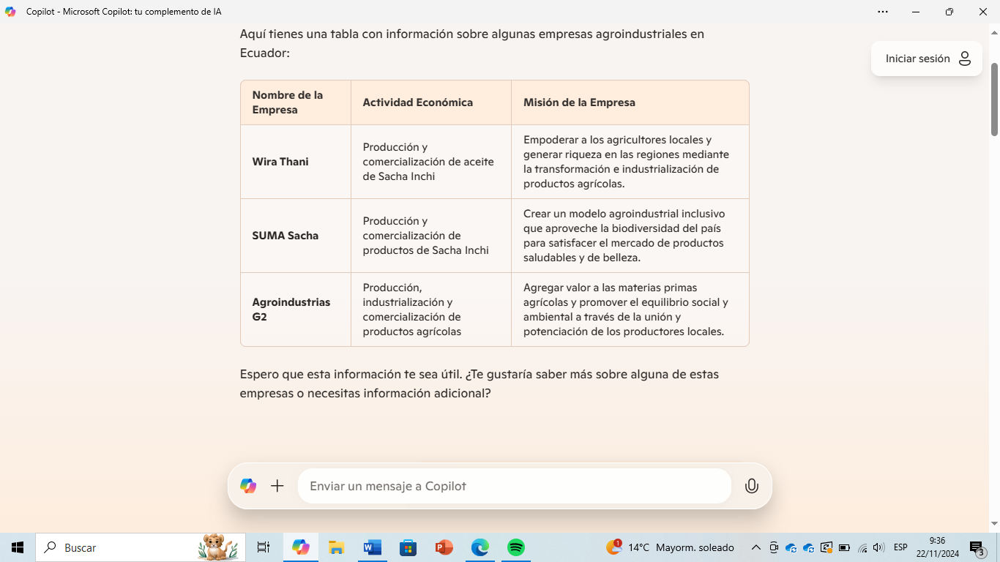 Copilot - Microsoft Copilot: tu complemento de IA
Aquí tienes una tabla con información sobre algunas empresas agroindustriales en
Ecuador:
Iniciar sesión
Nombre de la
Empresa
Actividad Económica
Misión de la Empresa
Wira Thani
Producción y
comercialización de aceite
de Sacha Inchi
Empoderar a los agricultores locales y
generar riqueza en las regiones mediante
la transformación e industrialización de
productos agrícolas.
SUMA Sacha
Producción y
comercialización de
productos de Sacha Inchi
Crear un modelo agroindustrial inclusivo
que aproveche la biodiversidad del país
para satisfacer el mercado de productos
saludables y de belleza.
Agroindustrias
G2
Producción,
industrialización y
comercialización de
productos agrícolas
Agregar valor a las materias primas
agrícolas y promover el equilibrio social y
ambiental a través de la unión y
potenciación de los productores locales.
Espero que esta información te sea útil. ¿Te gustaría saber más sobre alguna de estas
empresas o necesitas información adicional?
Enviar un mensaje a Copilot
Buscar
1
14°C Mayorm. soleado
ESP
9:36
22/11/2024
3